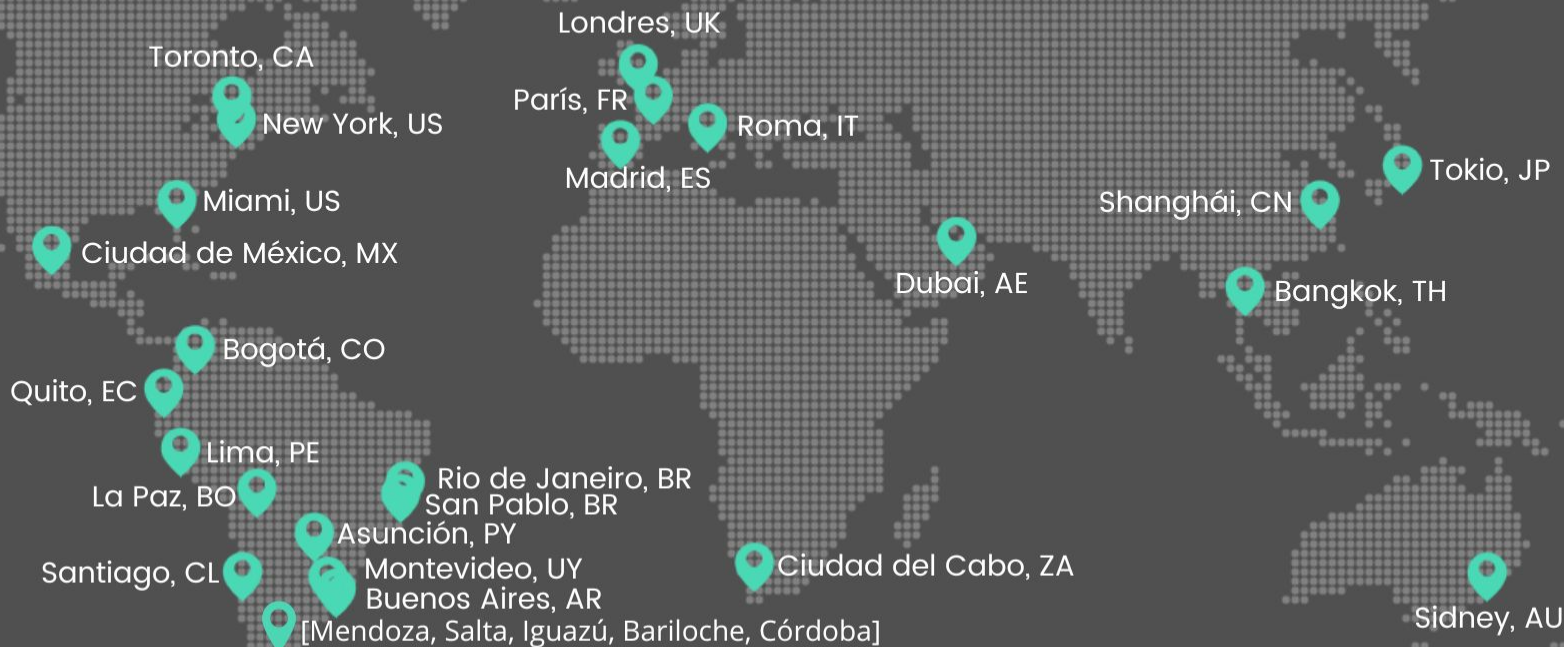 Londres, UK
Toronto, CA
París, FR
New York, US
Roma, IT
Madrid, ES
Tokio, JP
Miami, US
Shanghái, CN
Ciudad de México, MX
Dubai, AE
Bangkok, TH
Bogotá, CO
Quito, EC
Lima, PE
Rio de Janeiro, BR
La Paz, BO
San Pablo, BR
Asunción, PY
Ciudad del Cabo, ZA
Montevideo, UY
Santiago, CL
Buenos Aires, AR
Sidney, AU
[Mendoza, Salta, Iguazú, Bariloche, Córdoba]